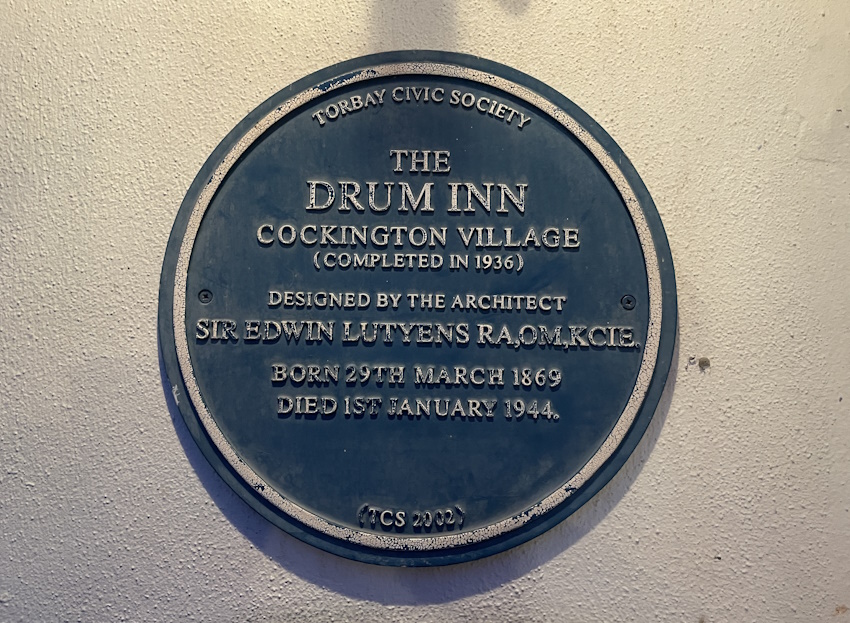 TORBAY CIVIC SOCIETY
THE
DRUM INN
COCKINGTON VILLAGE
(COMPLETED IN 1936)
DESIGNED BY THE ARCHITECT
SIR EDWIN LUTYENS RA,OM,KCIE.
BORN 29TH MARCH 1869
DIED 1ST JANUARY 1944.
(TCS 2002)